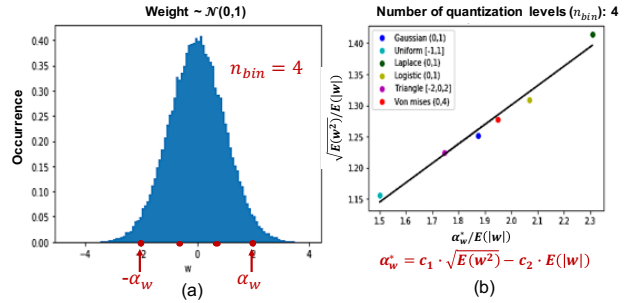 Weight ~ 𝒩(0,1)
0.40
0.35
0.30
0.25
0.20
0.15
0.10
0.05
0.00
Occurrence
n_bin = 4
−4
−2
0
2
4
w
-α_w
α_w
(a)
Number of quantization levels (n_bin): 4
1.40
1.35
1.30
1.25
1.20
1.15
√E(w²)/E(|w|)
Gaussian (0,1)
Uniform [-1,1]
Laplace (0,1)
Logistic (0,1)
Triangle [-2,0,2]
Von mises (0,4)
1.5
1.6
1.7
1.8
1.9
2.0
2.1
2.2
2.3
α*_w/E(|w|)
α*_w = c₁ · √E(w²) − c₂ · E(|w|)
(b)